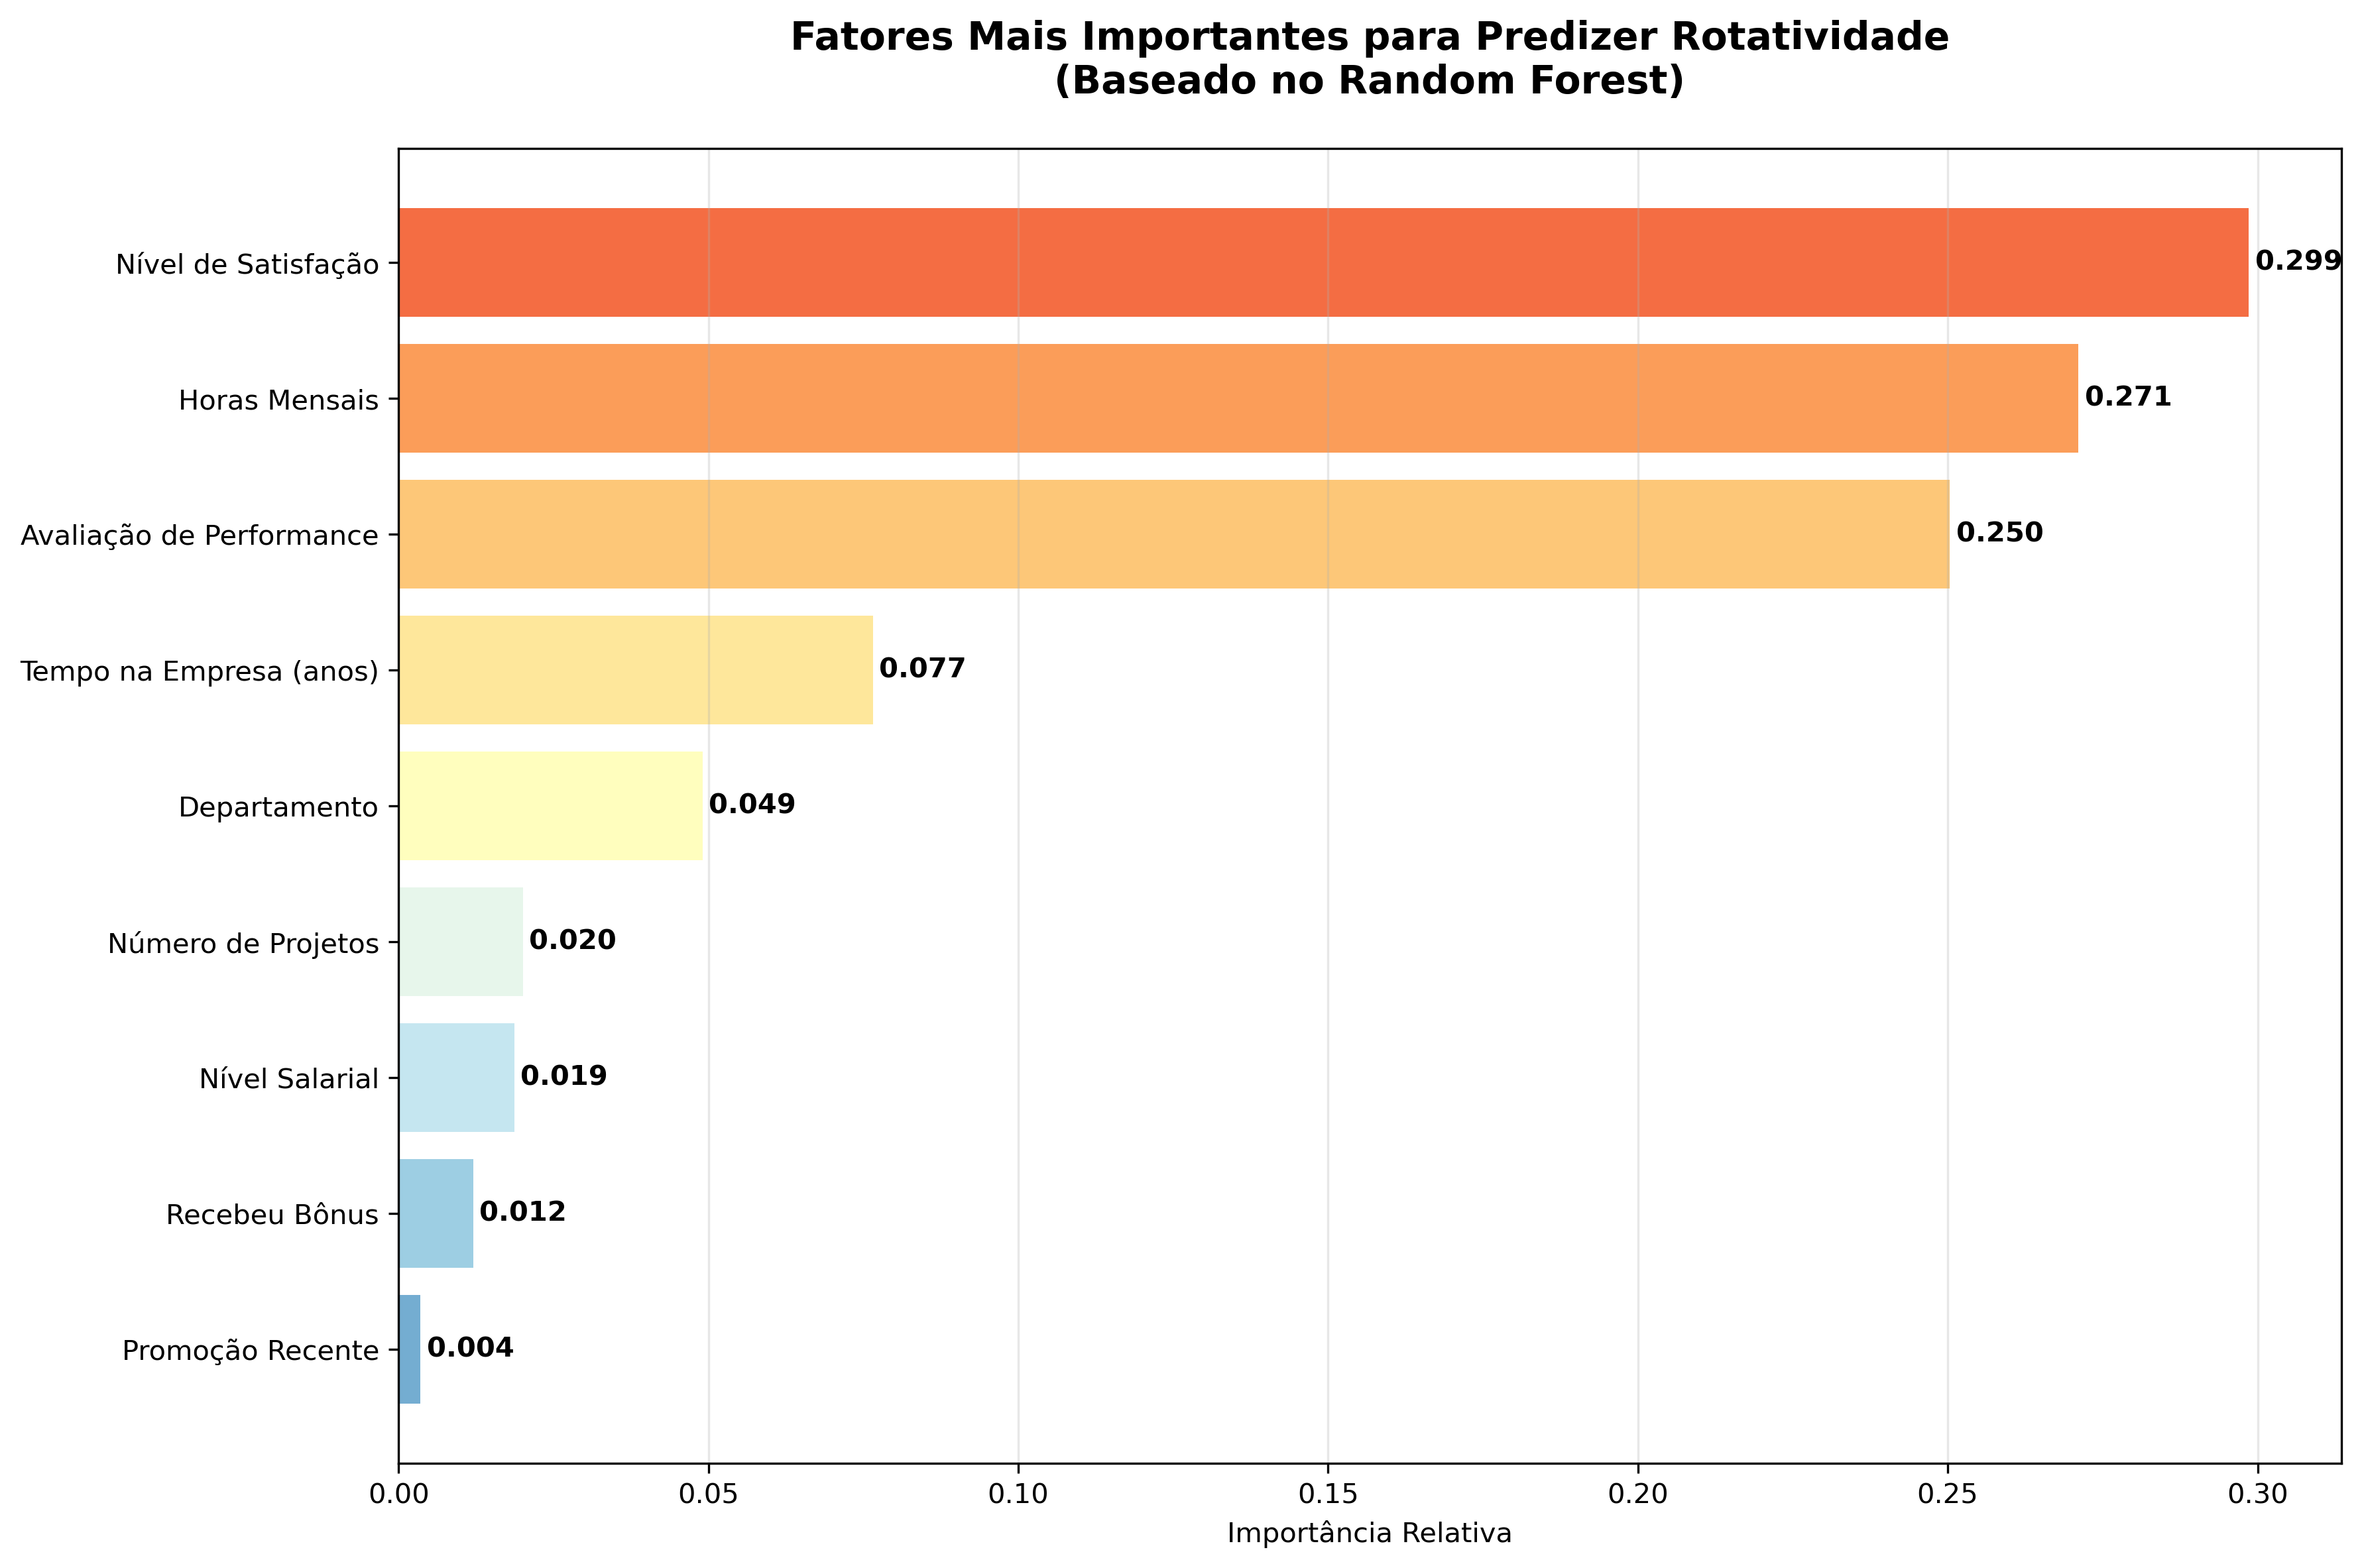 Fatores Mais Importantes para Predizer Rotatividade
(Baseado no Random Forest)
Nível de Satisfação
0.299
Horas Mensais
0.271
Avaliação de Performance
0.250
Tempo na Empresa (anos)
0.077
Departamento
0.049
Número de Projetos
0.020
Nível Salarial
0.019
Recebeu Bônus
0.012
Promoção Recente
0.004
0.00 0.05 0.10 0.15 0.20 0.25 0.30
Importância Relativa